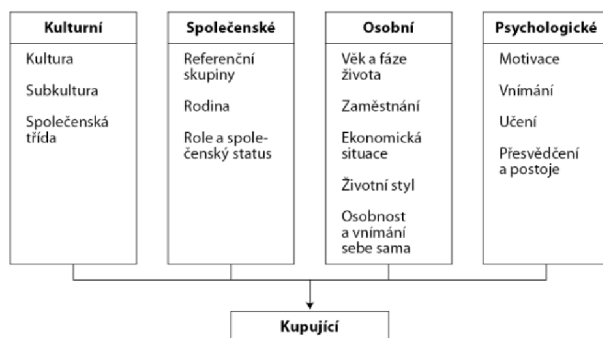 Kulturní
Kultura
Subkultura
Společenská
třída
Společenské
Referenční
skupiny
Rodina
Role a spole-
čenský status
Osobní
Věk a fáze
života
Zaměstnání
Ekonomická
situace
Životní styl
Osobnost
a vnímání
sebe sama
Psychologické
Motivace
Vnímání
Učení
Přesvědčení
a postoje
Kupující